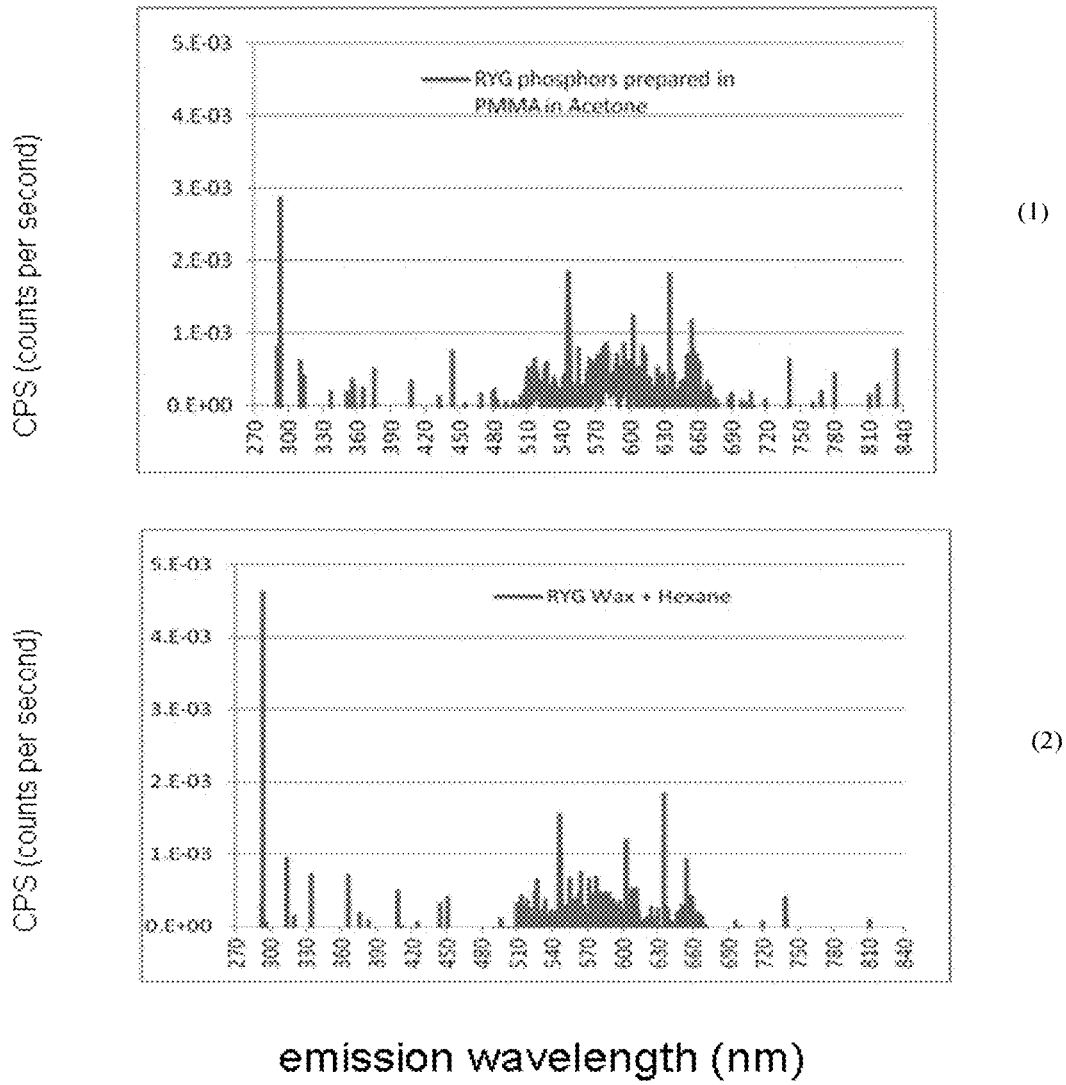 5.E-03
RYG phosphors prepared in
PMMA in Acetone
4.E-03
3.E-03
2.E-03
1.E-03
0.E+00
270 300 330 360 390 420 450 480 510 540 570 600 630 660 690 720 750 780 810 840
CPS (counts per second)
(1)
5.E-03
RYG Wax + Hexane
4.E-03
3.E-03
2.E-03
1.E-03
0.E+00
270 300 330 360 390 420 450 480 510 540 570 600 630 660 690 720 750 780 810 840
CPS (counts per second)
(2)
emission wavelength (nm)